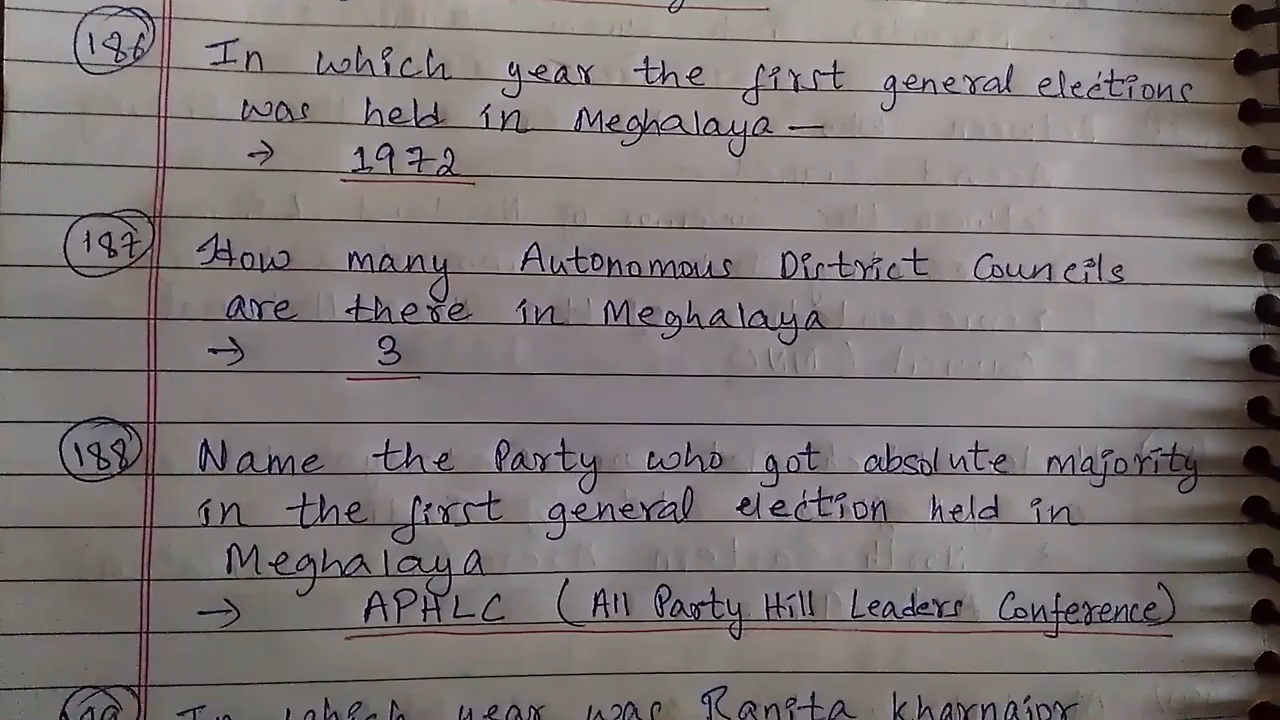 186 In which year the first general elections
was held in Meghalaya —
→ 1972
187 How many Autonomous District Councils
are there in Meghalaya
→ 3
188 Name the Party who got absolute majority
in the first general election held in
Meghalaya
→ APHLC (All Party Hill Leaders Conference)
In which year was Ranita Kharnaior